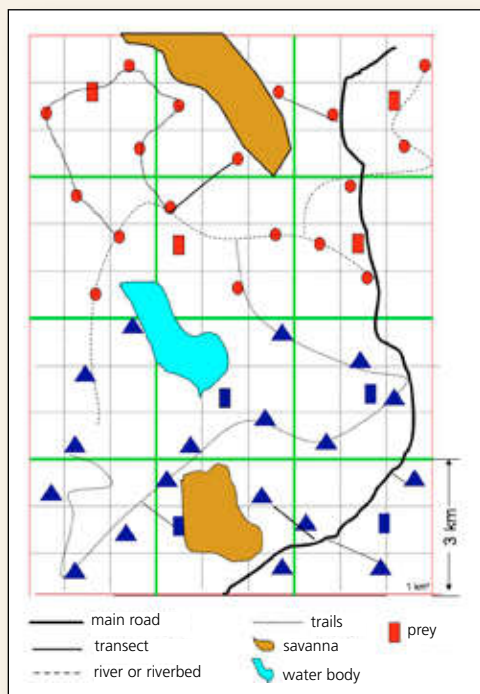 3 km
1 km²
main road
transect
river or riverbed
trails
savanna
water body
prey